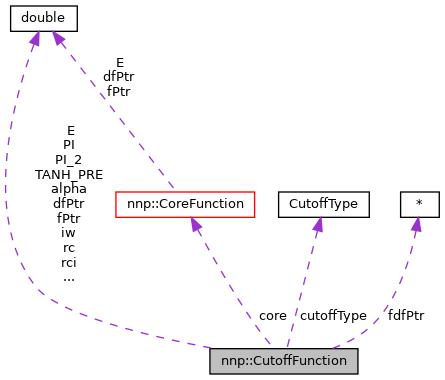 double
E
dfPtr
fPtr
E
PI
PI_2
TANH_PRE
alpha
dfPtr
fPtr
iw
rc
rci
...
nnp::CoreFunction
CutoffType
*
core
cutoffType
fdfPtr
nnp::CutoffFunction